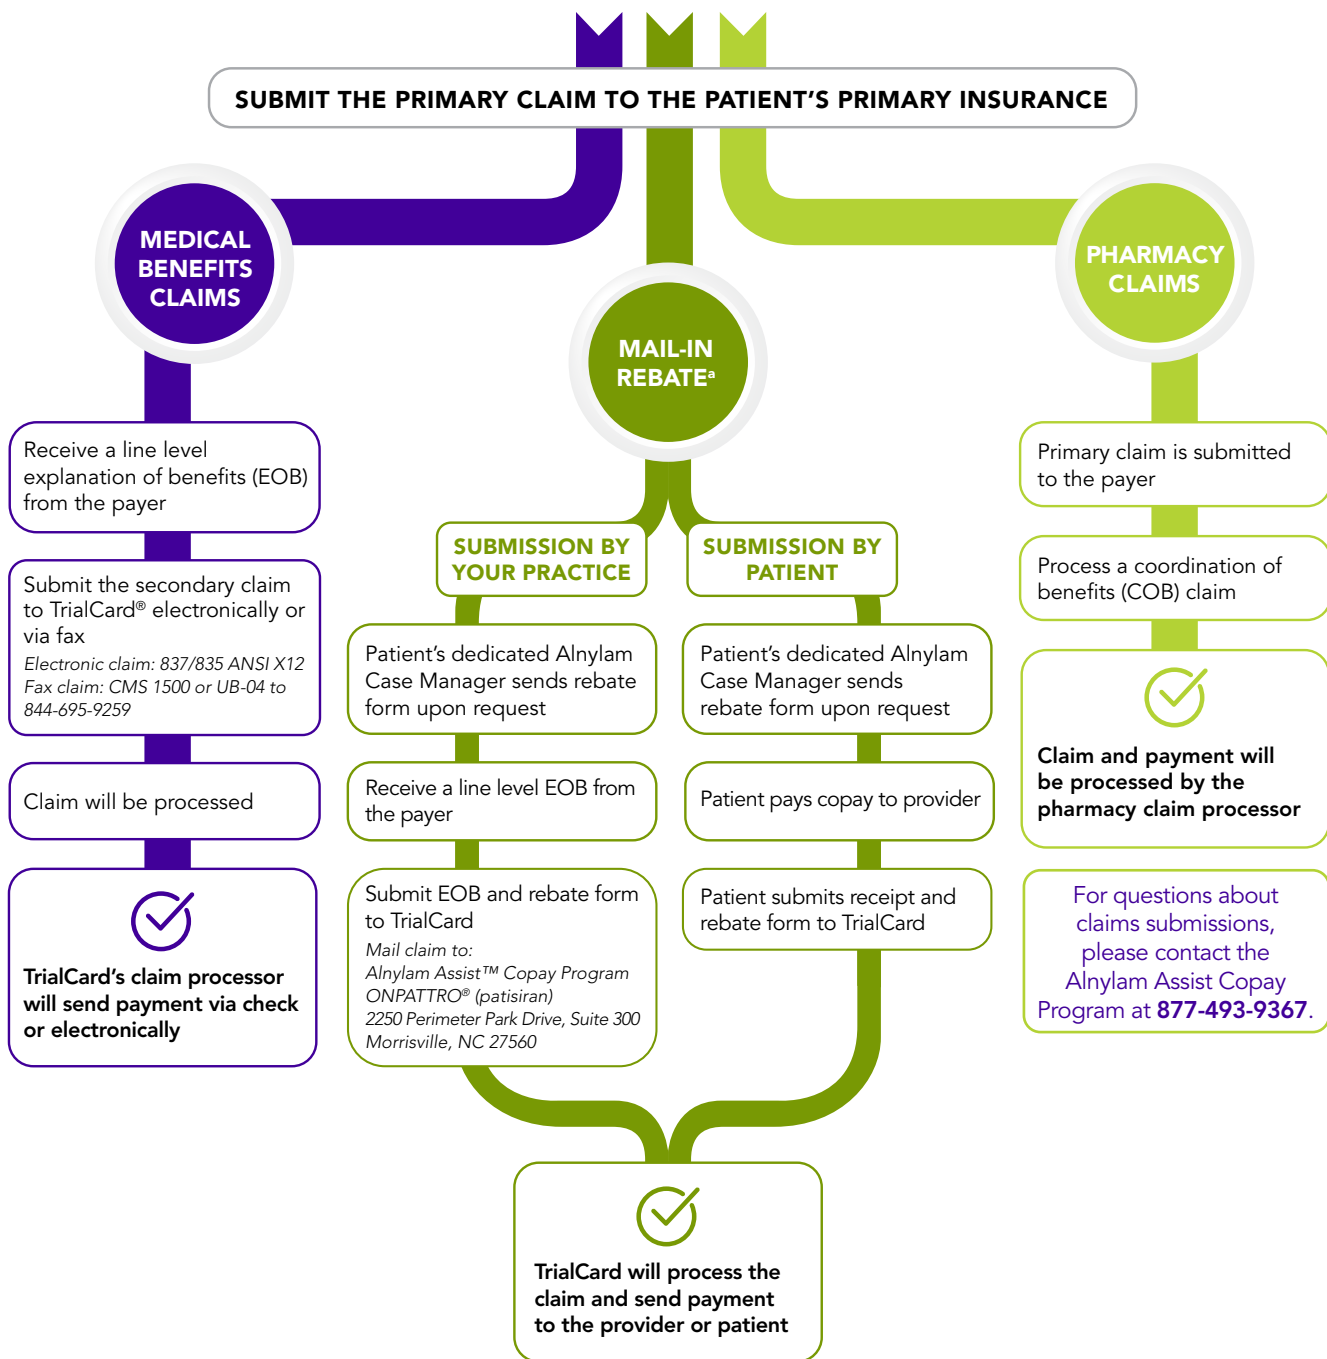 SUBMIT THE PRIMARY CLAIM TO THE PATIENT’S PRIMARY INSURANCE
MEDICAL
BENEFITS
CLAIMS
Receive a line level
explanation of benefits (EOB)
from the payer
Submit the secondary claim
to TrialCard® electronically or
via fax
Electronic claim: 837/835 ANSI X12
Fax claim: CMS 1500 or UB-04 to
844-695-9259
Claim will be processed
TrialCard’s claim processor
will send payment via check
or electronically
MAIL-IN
REBATEᵃ
SUBMISSION BY
YOUR PRACTICE
Patient’s dedicated Alnylam
Case Manager sends rebate
form upon request
Receive a line level EOB from
the payer
Submit EOB and rebate form
to TrialCard
Mail claim to:
Alnylam Assist™ Copay Program
ONPATTRO® (patisiran)
2250 Perimeter Park Drive, Suite 300
Morrisville, NC 27560
SUBMISSION BY
PATIENT
Patient’s dedicated Alnylam
Case Manager sends
rebate form upon request
Patient pays copay to provider
Patient submits receipt and
rebate form to TrialCard
TrialCard will process the
claim and send payment
to the provider or patient
PHARMACY
CLAIMS
Primary claim is submitted
to the payer
Process a coordination of
benefits (COB) claim
Claim and payment will
be processed by the
pharmacy claim processor
For questions about
claims submissions,
please contact the
Alnylam Assist Copay
Program at 877-493-9367.